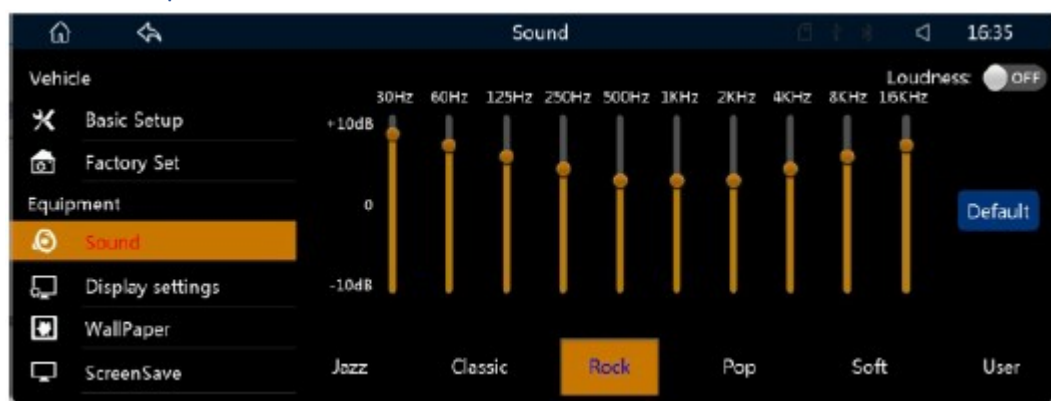 Sound 16:35
Vehicle
Loudness: OFF
30Hz 60Hz 125Hz 250Hz 500Hz 1KHz 2KHz 4KHz 8KHz 16KHz
Basic Setup
+10dB
Factory Set
Equipment
0
Default
Sound
Display settings
-10dB
WallPaper
ScreenSave
Jazz Classic Rock Pop Soft User